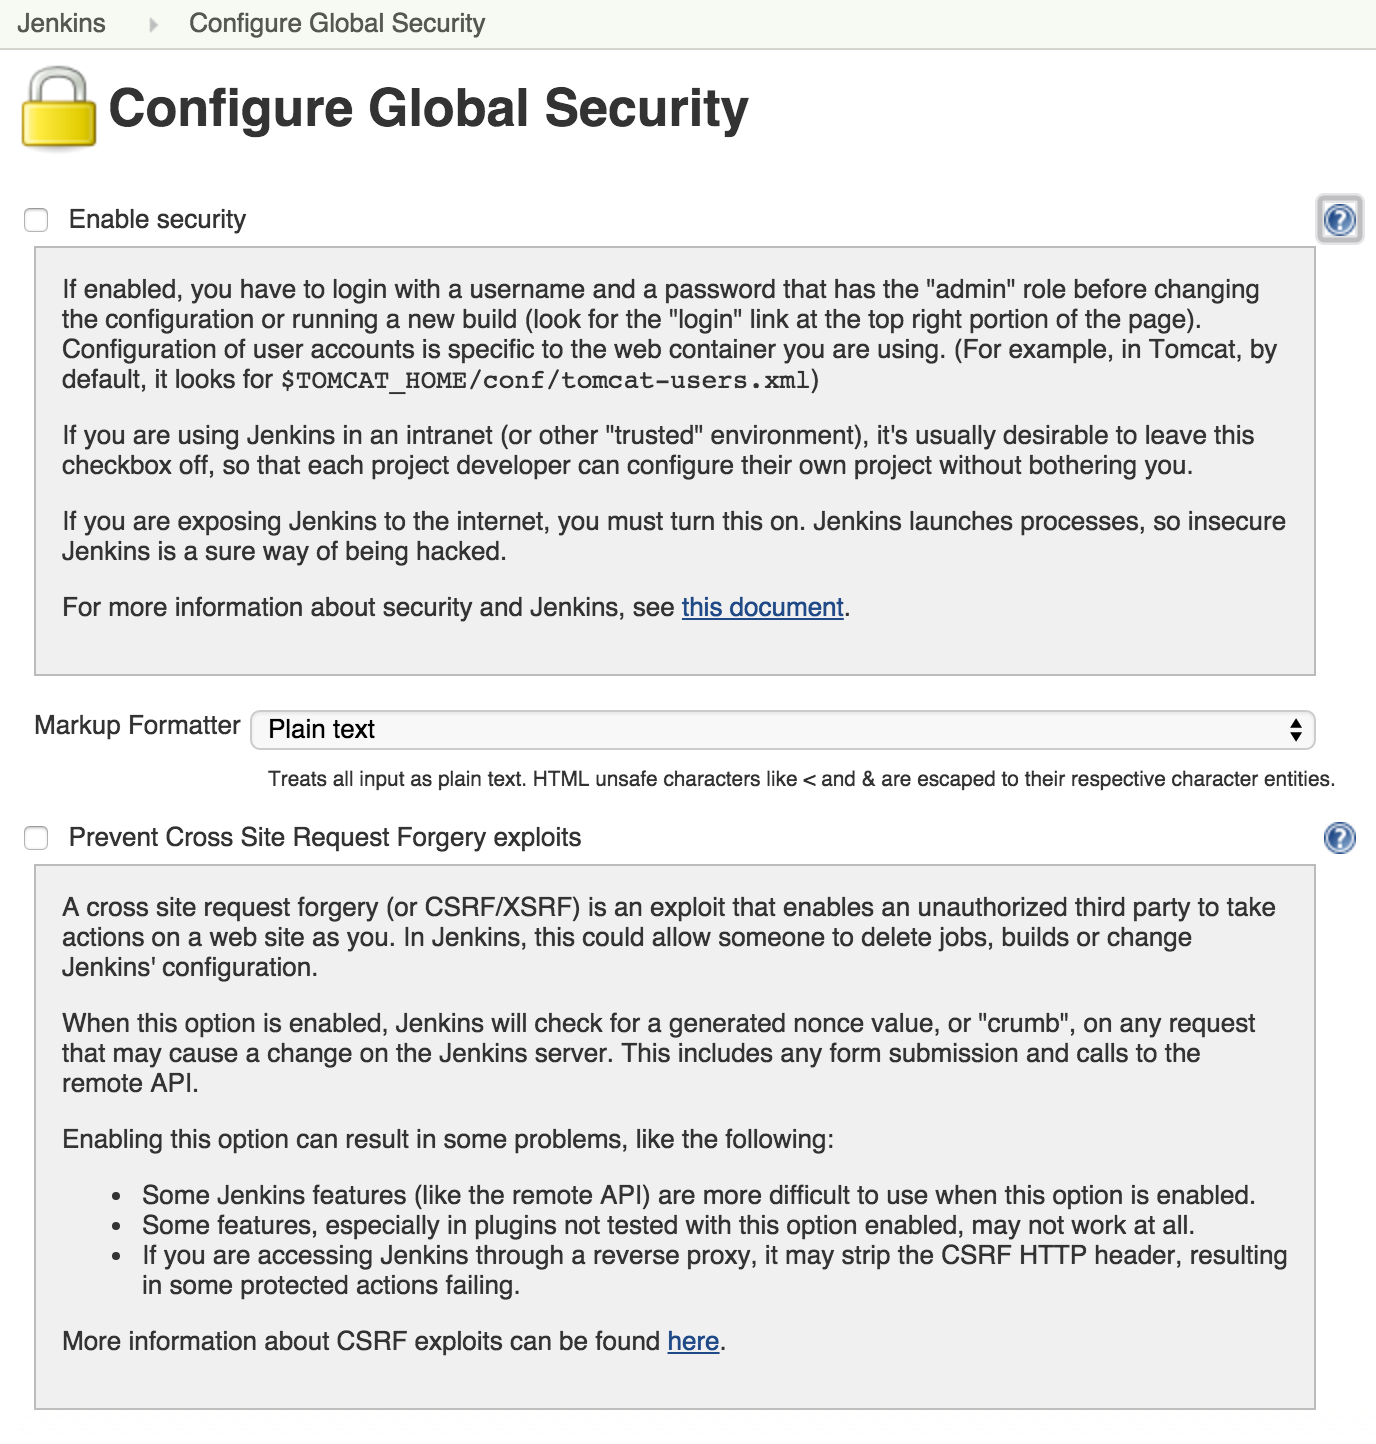 Jenkins Configure Global Security
Configure Global Security
Enable security
If enabled, you have to login with a username and a password that has the "admin" role before changing
the configuration or running a new build (look for the "login" link at the top right portion of the page).
Configuration of user accounts is specific to the web container you are using. (For example, in Tomcat, by
default, it looks for $TOMCAT_HOME/conf/tomcat-users.xml)
If you are using Jenkins in an intranet (or other "trusted" environment), it's usually desirable to leave this
checkbox off, so that each project developer can configure their own project without bothering you.
If you are exposing Jenkins to the internet, you must turn this on. Jenkins launches processes, so insecure
Jenkins is a sure way of being hacked.
For more information about security and Jenkins, see this document.
Markup Formatter Plain text
Treats all input as plain text. HTML unsafe characters like < and & are escaped to their respective character entities.
Prevent Cross Site Request Forgery exploits
A cross site request forgery (or CSRF/XSRF) is an exploit that enables an unauthorized third party to take
actions on a web site as you. In Jenkins, this could allow someone to delete jobs, builds or change
Jenkins' configuration.
When this option is enabled, Jenkins will check for a generated nonce value, or "crumb", on any request
that may cause a change on the Jenkins server. This includes any form submission and calls to the
remote API.
Enabling this option can result in some problems, like the following:
• Some Jenkins features (like the remote API) are more difficult to use when this option is enabled.
• Some features, especially in plugins not tested with this option enabled, may not work at all.
• If you are accessing Jenkins through a reverse proxy, it may strip the CSRF HTTP header, resulting
in some protected actions failing.
More information about CSRF exploits can be found here.